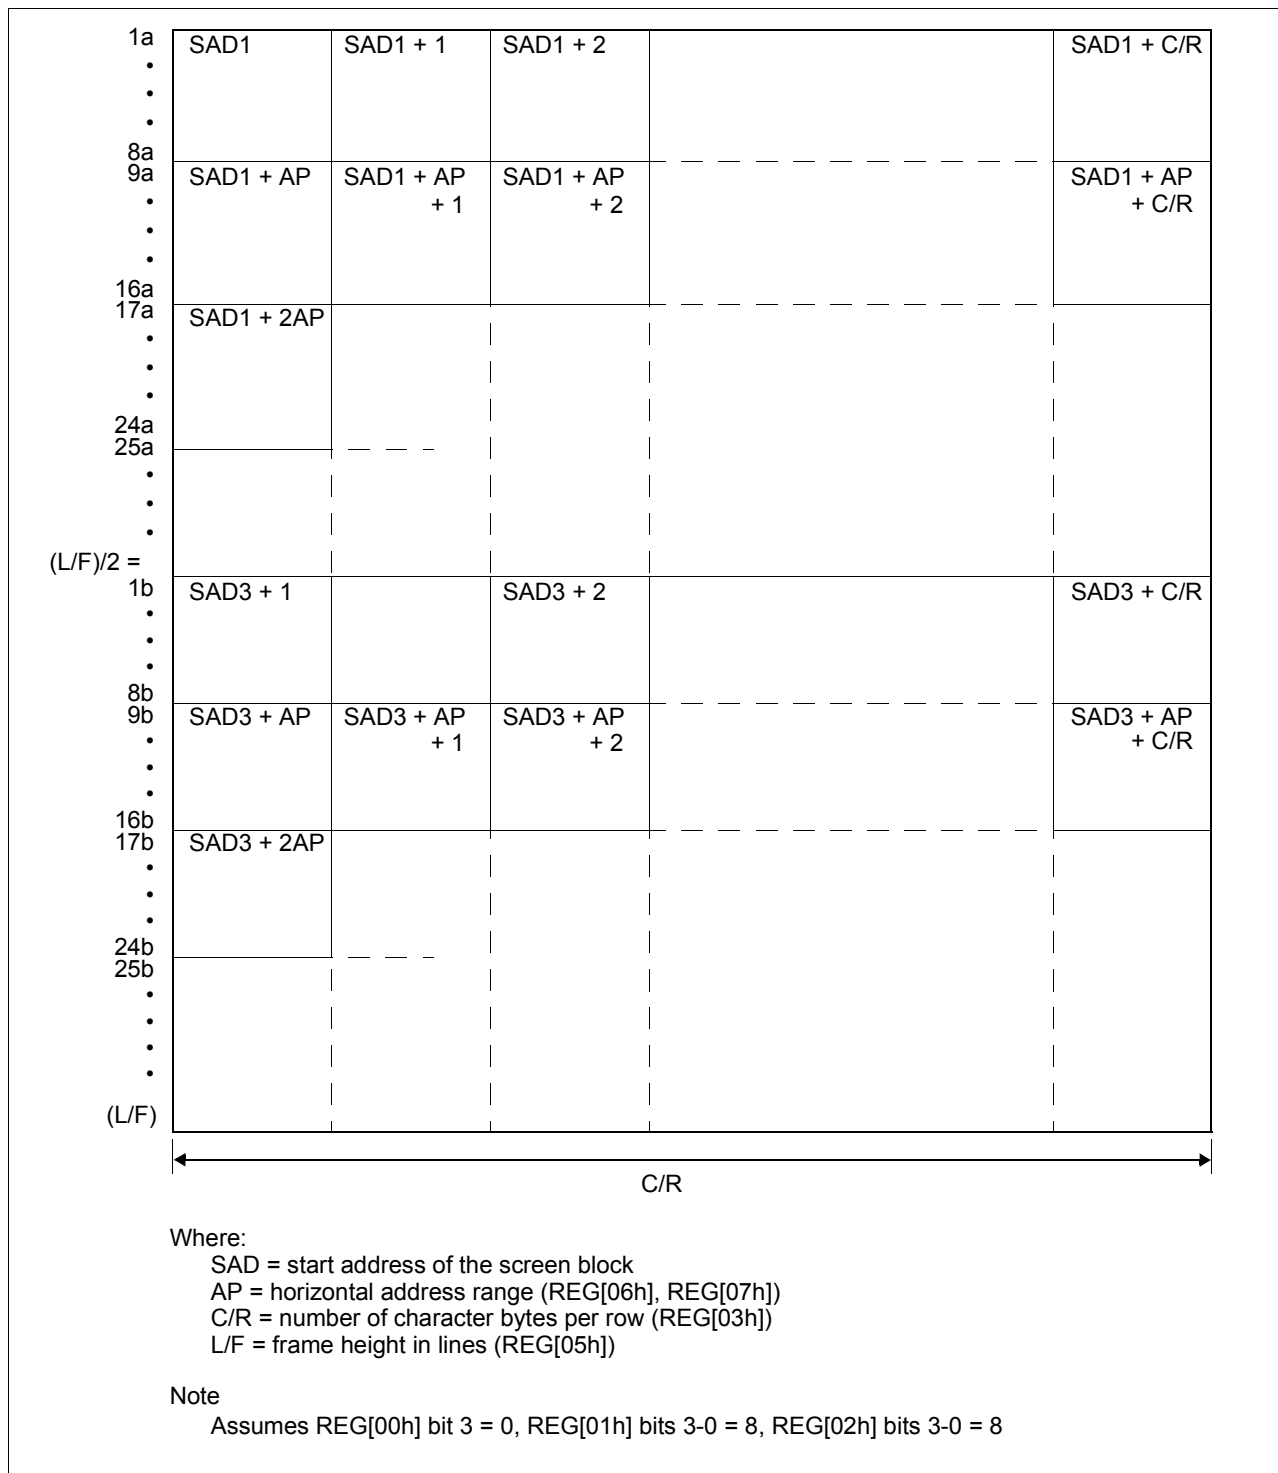 1a SAD1 SAD1 + 1 SAD1 + 2 SAD1 + C/R
•
•
•
8a
9a SAD1 + AP SAD1 + AP + 1 SAD1 + AP + 2 SAD1 + AP + C/R
•
•
•
16a
17a SAD1 + 2AP
•
•
•
24a
25a
•
•
•
(L/F)/2 =
1b SAD3 + 1 SAD3 + 2 SAD3 + C/R
•
•
•
8b
9b SAD3 + AP SAD3 + AP + 1 SAD3 + AP + 2 SAD3 + AP + C/R
•
•
•
16b
17b SAD3 + 2AP
•
•
•
24b
25b
•
•
•
•
(L/F)
C/R
Where:
SAD = start address of the screen block
AP = horizontal address range (REG[06h], REG[07h])
C/R = number of character bytes per row (REG[03h])
L/F = frame height in lines (REG[05h])
Note
Assumes REG[00h] bit 3 = 0, REG[01h] bits 3-0 = 8, REG[02h] bits 3-0 = 8